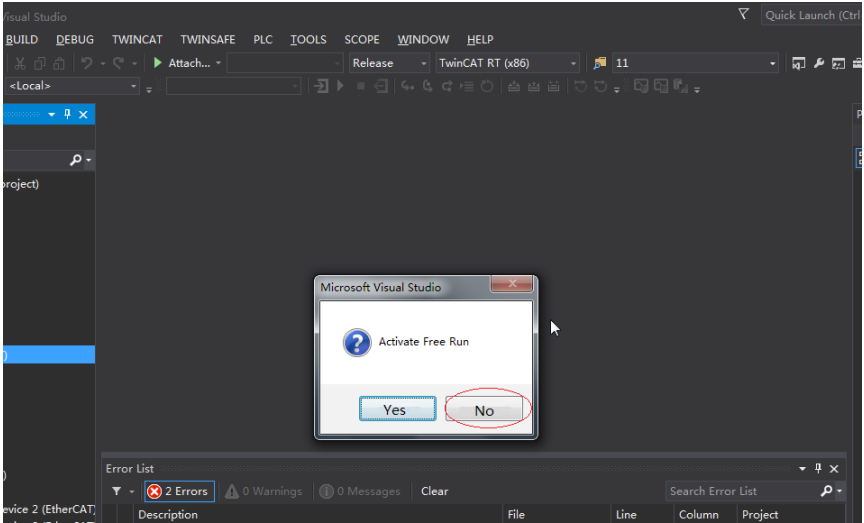 Visual Studio
Quick Launch (Ctrl
BUILD DEBUG TWINCAT TWINSAFE PLC TOOLS SCOPE WINDOW HELP
Attach... Release TwinCAT RT (x86) 11
<Local>
project)
Microsoft Visual Studio
Activate Free Run
Yes No
Error List
2 Errors 0 Warnings 0 Messages Clear Search Error List
evice 2 (EtherCAT)
Description File Line Column Project